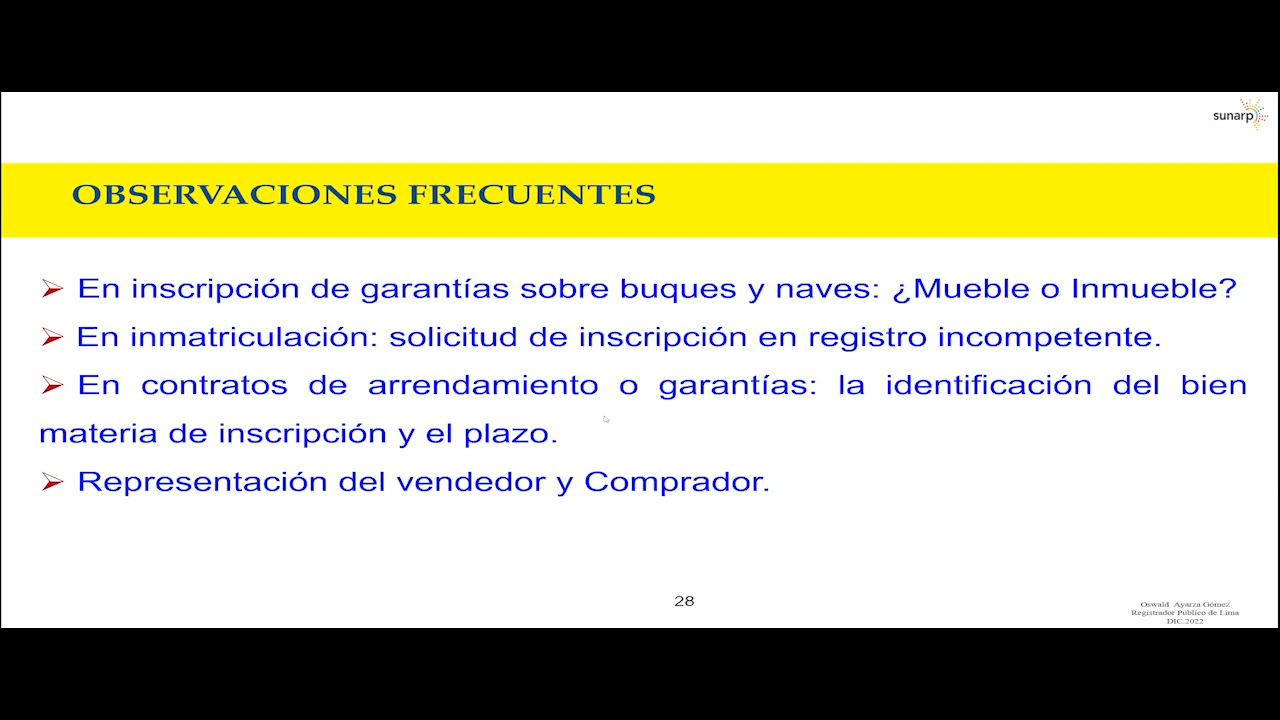 sunarp
OBSERVACIONES FRECUENTES
➢ En inscripción de garantías sobre buques y naves: ¿Mueble o Inmueble?
➢ En inmatriculación: solicitud de inscripción en registro incompetente.
➢ En contratos de arrendamiento o garantías: la identificación del bien
materia de inscripción y el plazo.
➢ Representación del vendedor y Comprador.
28
Oswald Ayarza Gómez
Registrador Público de Lima
DIC.2022